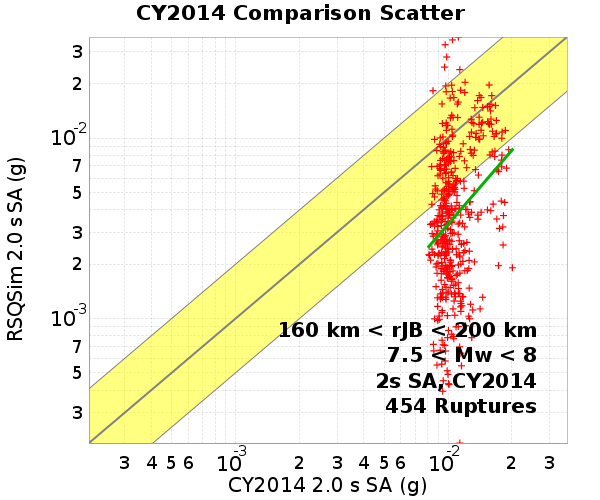 CY2014 Comparison Scatter
RSQSim 2.0 s SA (g)
3
2
10-2
7
5
3
2
10-3
7
5
3
160 km < rJB < 200 km
7.5 < Mw < 8
2s SA, CY2014
454 Ruptures
3 4 5 6 10-3 2 3 4 5 6 10-2 2 3
CY2014 2.0 s SA (g)